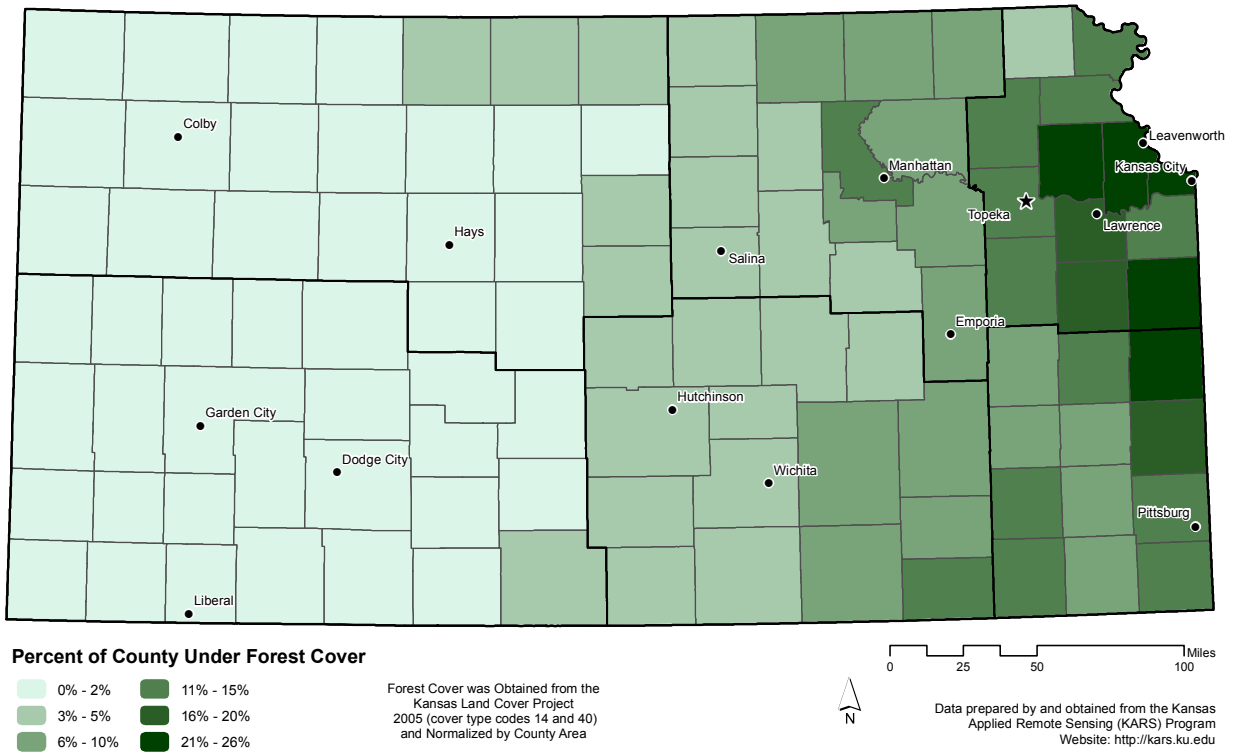 Leavenworth
Colby
Kansas City
Manhattan
Topeka
Lawrence
Hays
Salina
Emporia
Hutchinson
Garden City
Dodge City
Wichita
Pittsburg
Liberal
Percent of County Under Forest Cover
0% - 2%
11% - 15%
3% - 5%
16% - 20%
6% - 10%
21% - 26%
Forest Cover was Obtained from the
Kansas Land Cover Project
2005 (cover type codes 14 and 40)
and Normalized by County Area
N
Miles
0 25 50 100
Data prepared by and obtained from the Kansas
Applied Remote Sensing (KARS) Program
Website: http://kars.ku.edu